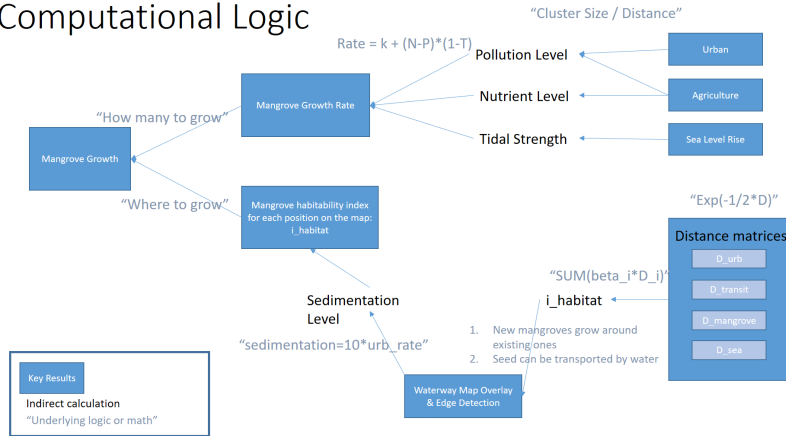 Computational Logic
“Cluster Size / Distance”
Rate = k + (N-P)*(1-T)
Pollution Level
Urban
Mangrove Growth Rate
Nutrient Level
Agriculture
“How many to grow”
Tidal Strength
Sea Level Rise
Mangrove Growth
“Where to grow”
Mangrove habitability index
for each position on the map:
i_habitat
“Exp(-1/2*D)”
Distance matrices
D_urb
D_transit
D_mangrove
D_sea
“SUM(beta_i*D_i)”
i_habitat
Sedimentation
Level
1. New mangroves grow around
existing ones
2. Seed can be transported by water
“sedimentation=10*urb_rate”
Waterway Map Overlay
& Edge Detection
Key Results
Indirect calculation
“Underlying logic or math”